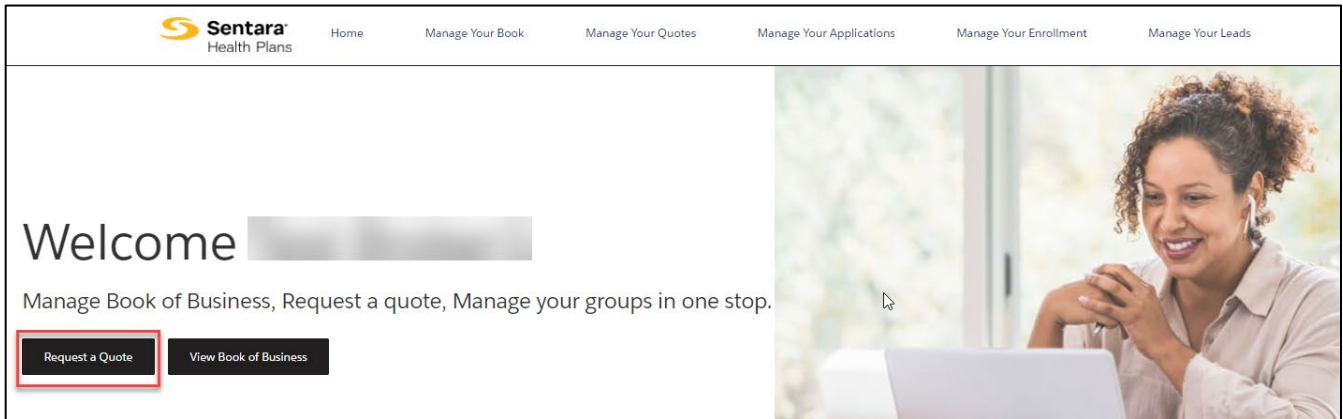 Sentara
Health Plans
Home
Manage Your Book
Manage Your Quotes
Manage Your Applications
Manage Your Enrollment
Manage Your Leads
Welcome
Manage Book of Business, Request a quote, Manage your groups in one stop.
Request a Quote
View Book of Business